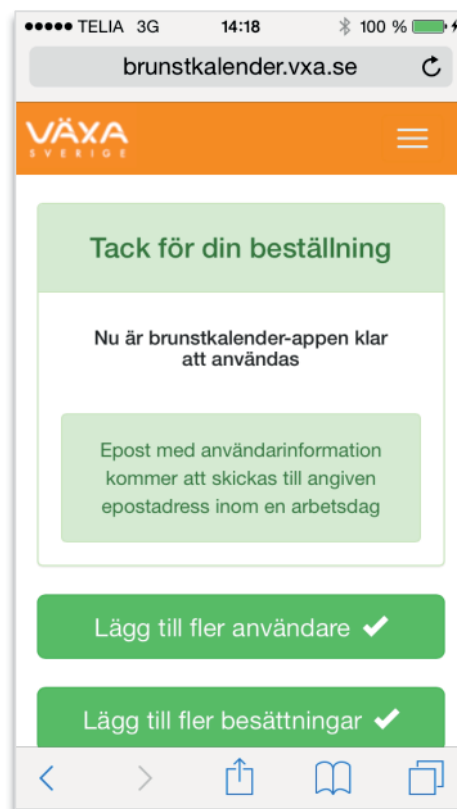 TELIA 3G 14:18 100 %
brunstkalender.vxa.se
VÄXA
SVERIGE
Tack för din beställning
Nu är brunstkalender-appen klar
att användas
Epost med användarinformation
kommer att skickas till angiven
epostadress inom en arbetsdag
Lägg till fler användare
Lägg till fler besättningar